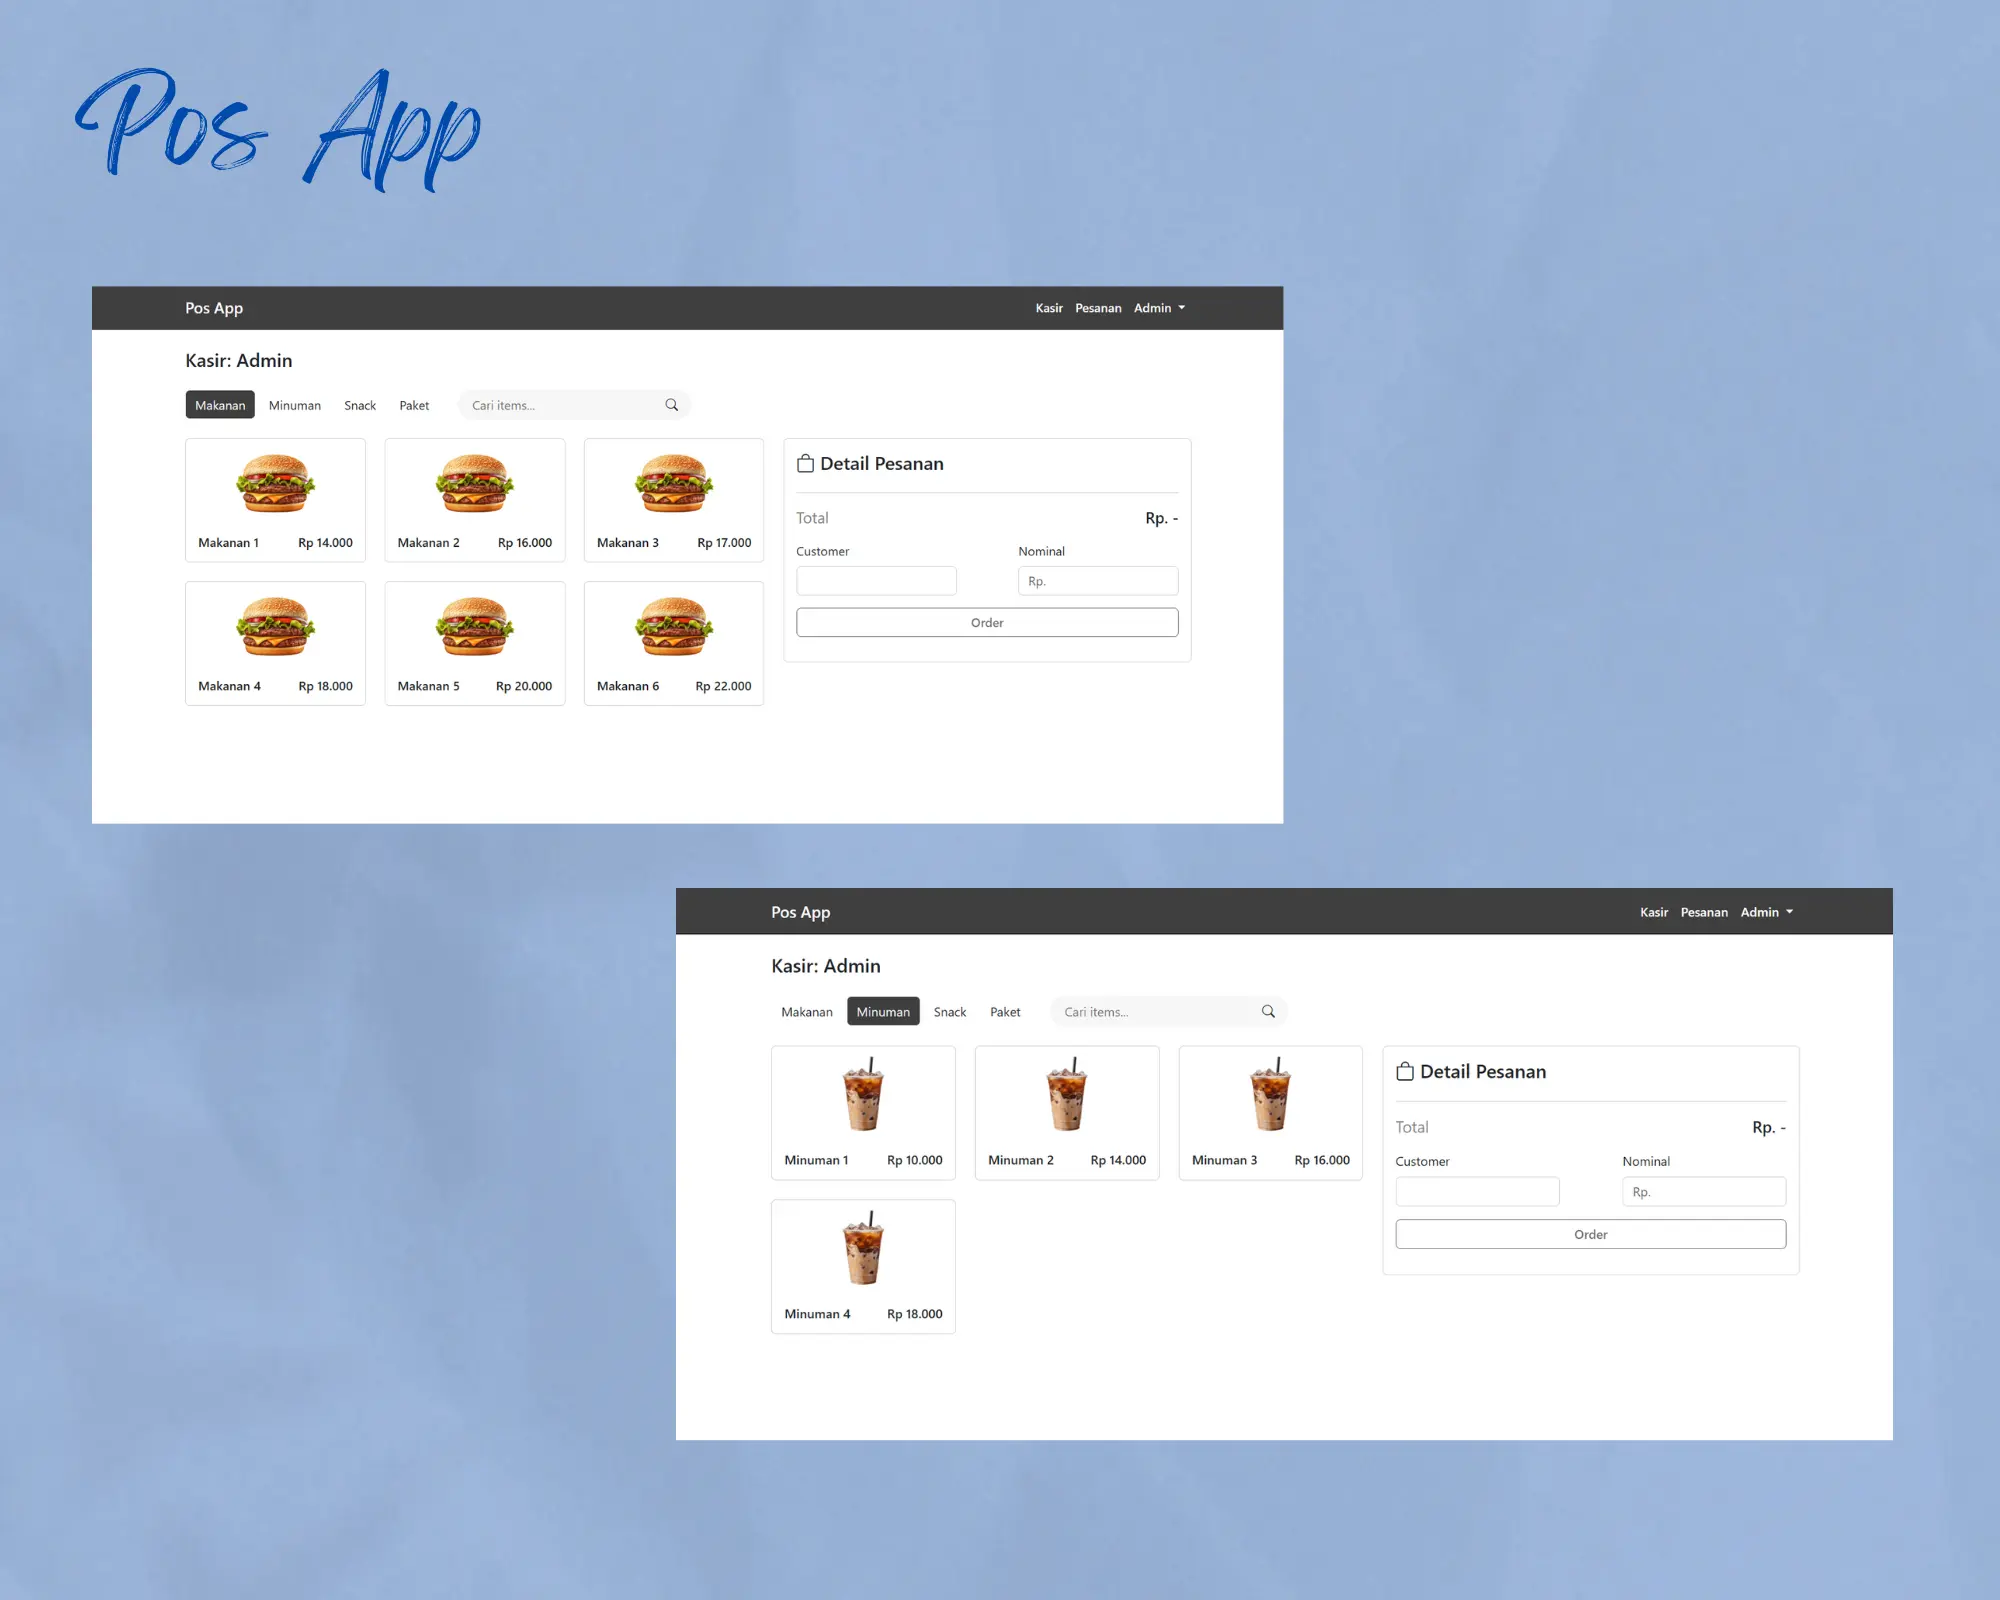 Pos App
Pos App Kasir Pesanan Admin
Kasir: Admin
Makanan Minuman Snack Paket Cari items...
Makanan 1 Rp 14.000 Makanan 2 Rp 16.000 Makanan 3 Rp 17.000
Makanan 4 Rp 18.000 Makanan 5 Rp 20.000 Makanan 6 Rp 22.000
Detail Pesanan
Total Rp. -
Customer Nominal
Rp.
Order
Pos App Kasir Pesanan Admin
Kasir: Admin
Makanan Minuman Snack Paket Cari items...
Minuman 1 Rp 10.000 Minuman 2 Rp 14.000 Minuman 3 Rp 16.000
Minuman 4 Rp 18.000
Detail Pesanan
Total Rp. -
Customer Nominal
Rp.
Order